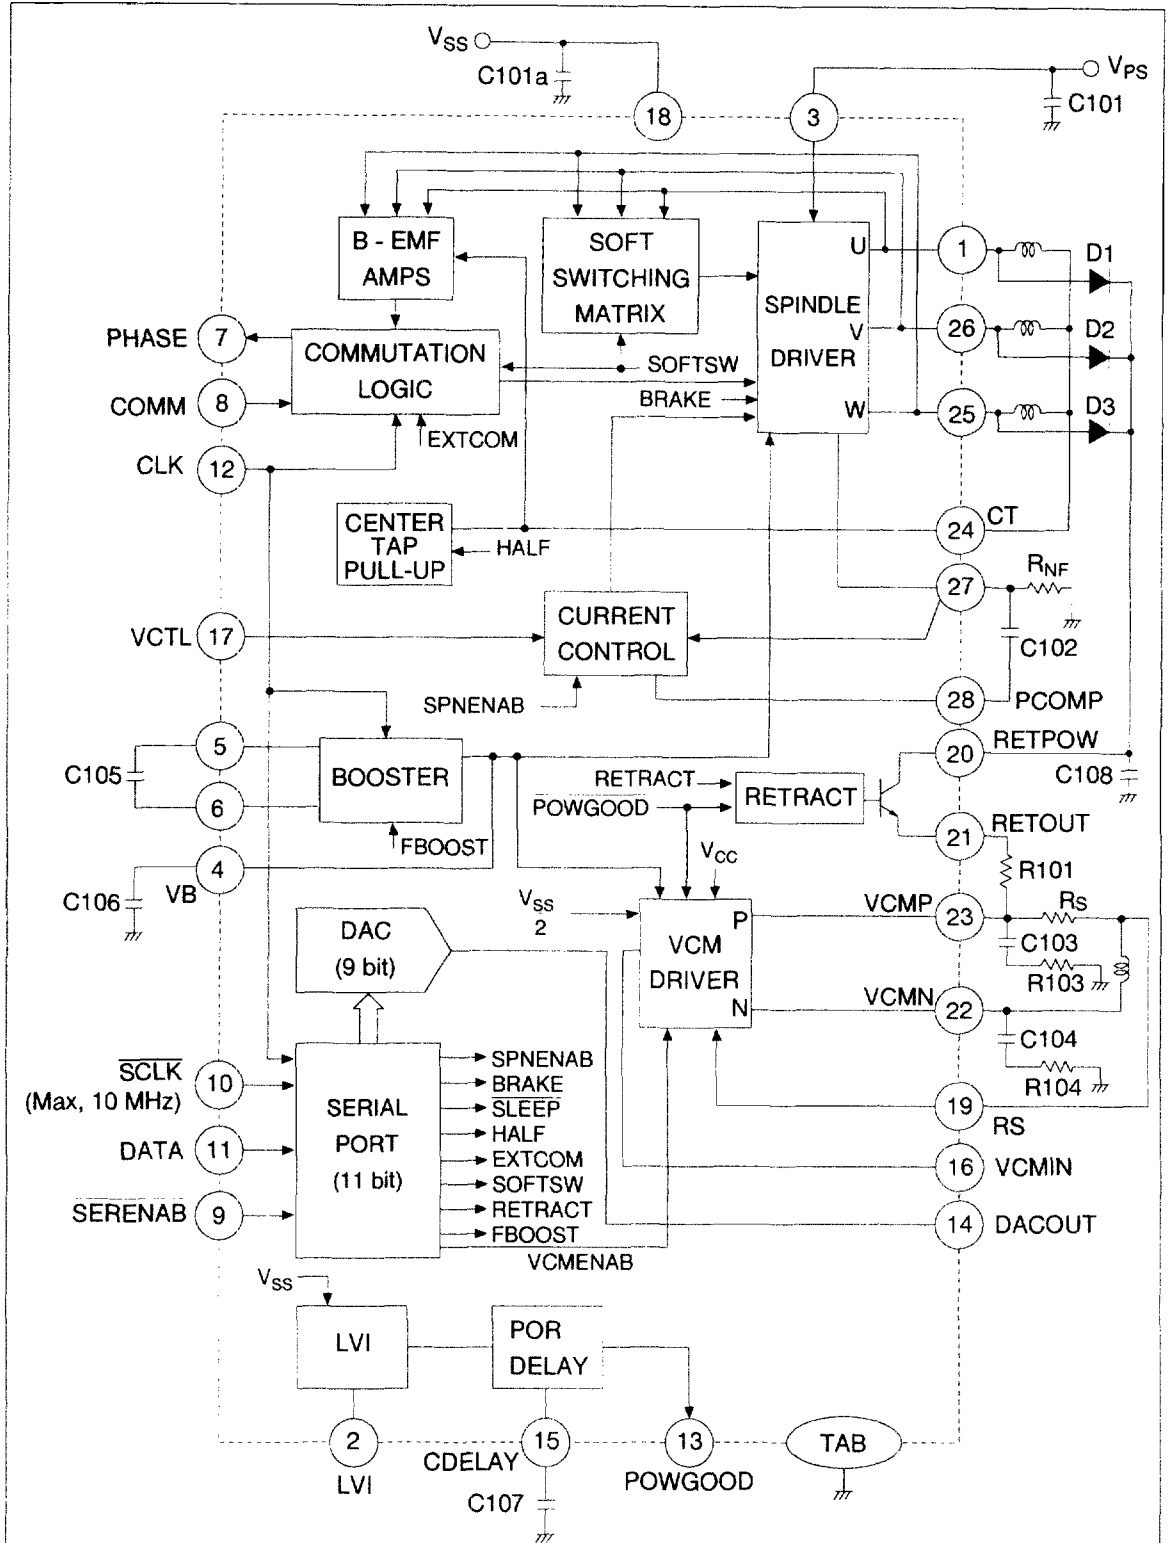 VSS
C101a
VPS
C101
18
3
B - EMF
AMPS
SOFT
SWITCHING
MATRIX
U
SPINDLE
V
DRIVER
W
1
D1
26
D2
25
D3
PHASE
7
COMMUTATION
LOGIC
SOFTSW
BRAKE
COMM
8
EXTCOM
CLK
12
CENTER
TAP
PULL-UP
HALF
24
CT
27
RNF
C102
VCTL
17
CURRENT
CONTROL
SPNENAB
28
PCOMP
5
C105
6
BOOSTER
FBOOST
20
RETPOW
C108
RETRACT
POWGOOD
RETRACT
21
RETOUT
R101
4
VB
C106
VCC
VSS
2
DAC
(9 bit)
P
VCM
DRIVER
N
VCMP
23
RS
C103
R103
VCMN
22
C104
R104
SCLK
(Max, 10 MHz)
10
DATA
11
SERENAB
9
SERIAL
PORT
(11 bit)
SPNENAB
BRAKE
SLEEP
HALF
EXTCOM
SOFTSW
RETRACT
FBOOST
VCMENAB
19
RS
16
VCMIN
14
DACOUT
VSS
LVI
POR
DELAY
2
LVI
15
CDELAY
C107
13
POWGOOD
TAB